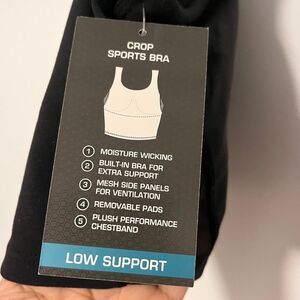 CROP
SPORTS BRA
1 MOISTURE WICKING
2 BUILT-IN BRA FOR
EXTRA SUPPORT
3 MESH SIDE PANELS
FOR VENTILATION
4 REMOVABLE PADS
5 PLUSH PERFORMANCE
CHESTBAND
LOW SUPPORT